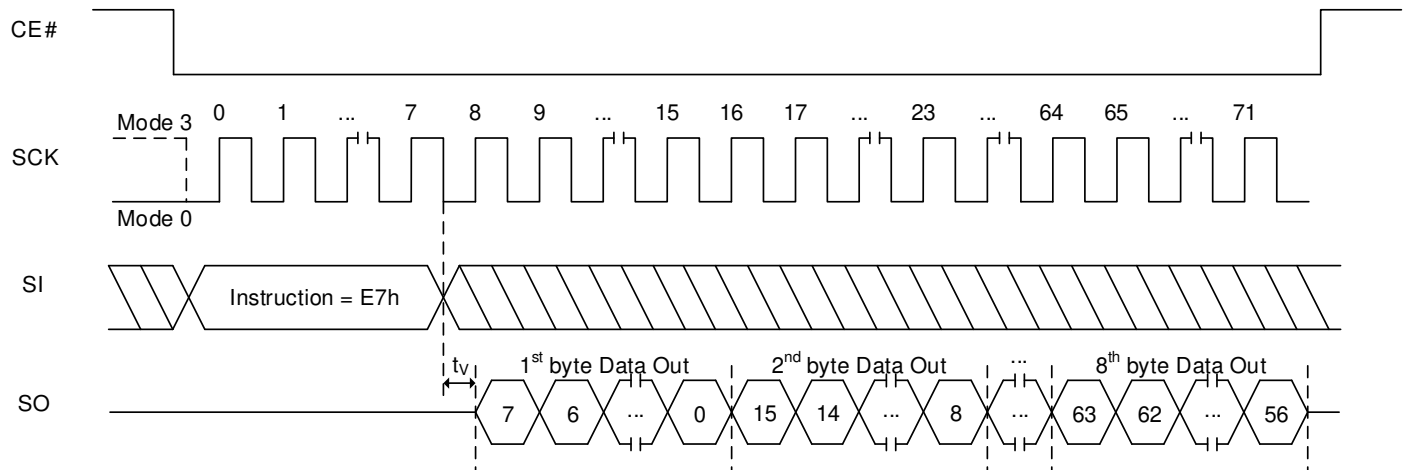 CE#
0 1 ... 7 8 9 ... 15 16 17 ... 23 ... 64 65 ... 71
Mode 3
SCK
Mode 0
SI
Instruction = E7h
tV 1st byte Data Out 2nd byte Data Out ... 8th byte Data Out
SO
7 6 ... 0 15 14 ... 8 ... 63 62 ... 56